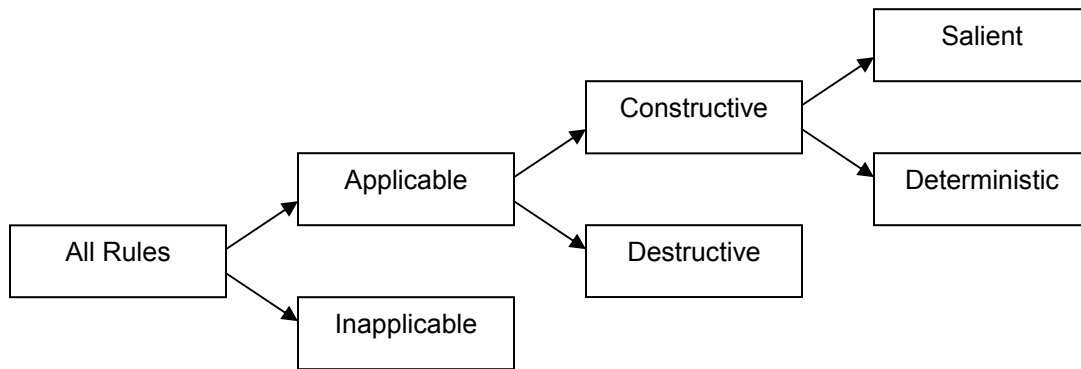 Salient
Constructive
Applicable
Deterministic
All Rules
Destructive
Inapplicable